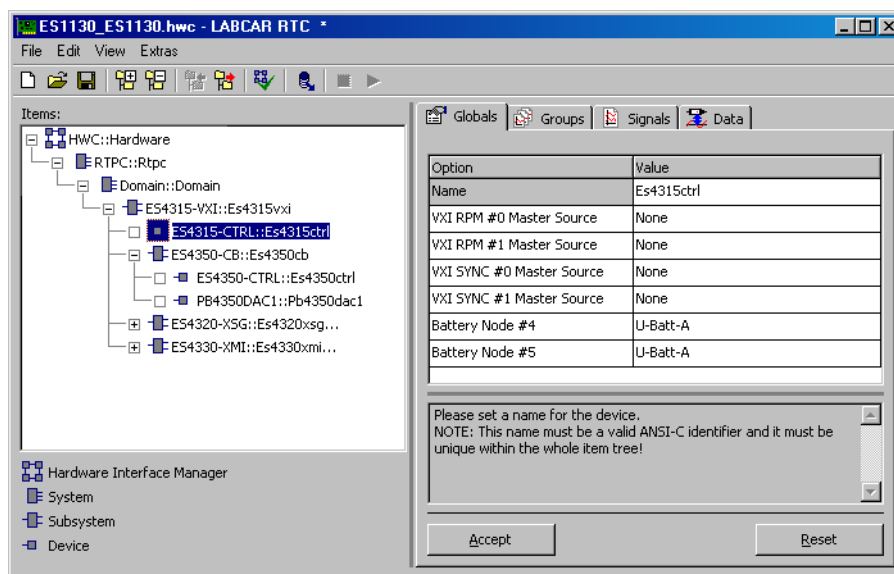 ES1130_ES1130.hwc - LABCAR RTC *
File Edit View Extras
Items:
HWC::Hardware
RTPC::Rtpc
Domain::Domain
ES4315-VXI::Es4315vxi
ES4315-CTRL::Es4315ctrl
ES4350-CB::Es4350cb
ES4350-CTRL::Es4350ctrl
PB4350DAC1::Pb4350dac1
ES4320-XSG::Es4320xsg...
ES4330-XMI::Es4330xmi...
Hardware Interface Manager
System
Subsystem
Device
Globals Groups Signals Data
Option Value
Name Es4315ctrl
VXI RPM #0 Master Source None
VXI RPM #1 Master Source None
VXI SYNC #0 Master Source None
VXI SYNC #1 Master Source None
Battery Node #4 U-Batt-A
Battery Node #5 U-Batt-A
Please set a name for the device.
NOTE: This name must be a valid ANSI-C identifier and it must be
unique within the whole item tree!
Accept Reset